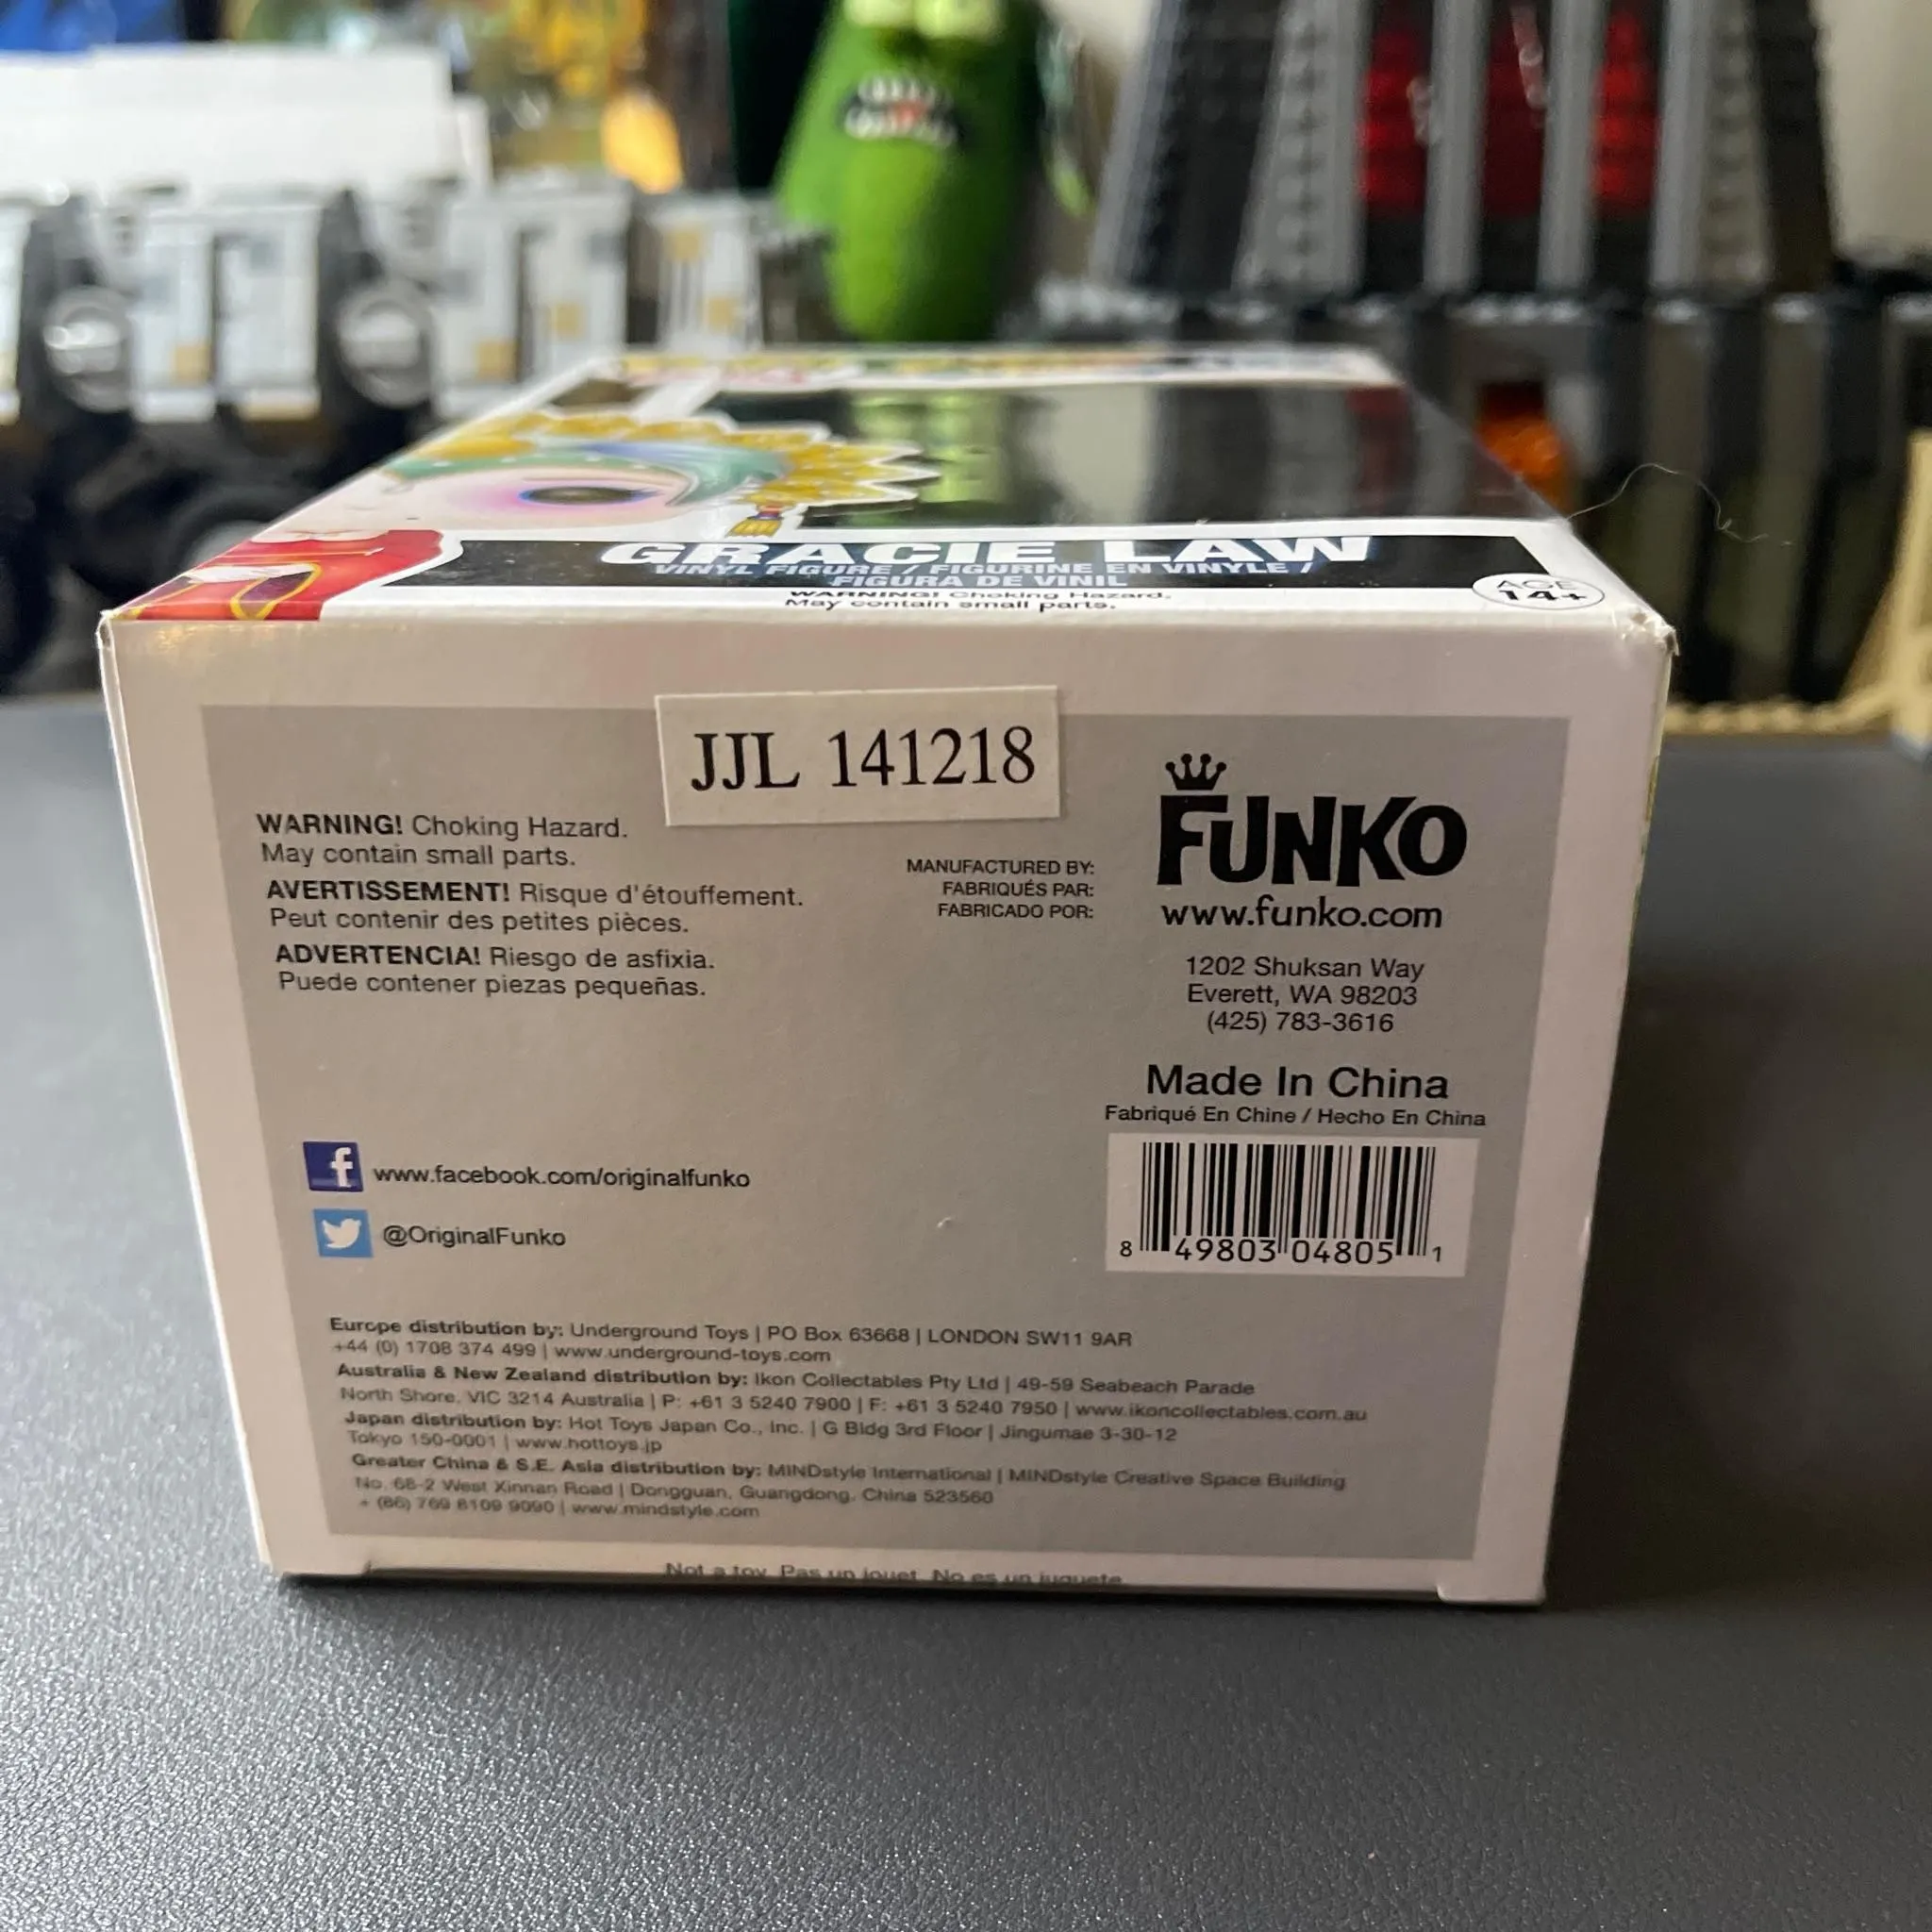 GRACIE LAW
VINYL FIGURE / FIGURINE EN VINYLE /
FIGURA DE VINIL
WARNING! Choking Hazard.
May contain small parts.
AGE
14+
JJL 141218
WARNING! Choking Hazard.
May contain small parts.
AVERTISSEMENT! Risque d'étouffement.
Peut contenir des petites pièces.
ADVERTENCIA! Riesgo de asfixia.
Puede contener piezas pequeñas.
MANUFACTURED BY:
FABRIQUÉS PAR:
FABRICADO POR:
FUNKO
www.funko.com
1202 Shuksan Way
Everett, WA 98203
(425) 783-3616
Made In China
Fabriqué En Chine / Hecho En China
8 49803 04805 1
f www.facebook.com/originalfunko
@OriginalFunko
Europe distribution by: Underground Toys | PO Box 63668 | LONDON SW11 9AR
+44 (0) 1708 374 499 | www.underground-toys.com
Australia & New Zealand distribution by: Ikon Collectables Pty Ltd | 49-59 Seabeach Parade
North Shore, VIC 3214 Australia | P: +61 3 5240 7900 | F: +61 3 5240 7950 | www.ikoncollectables.com.au
Japan distribution by: Hot Toys Japan Co., Inc. | G Bldg 3rd Floor | Jingumae 3-30-12
Tokyo 150-0001 | www.hottoys.jp
Greater China & S.E. Asia distribution by: MINDstyle International | MINDstyle Creative Space Building
No. 68-2 West Xinnan Road | Dongguan, Guangdong, China 523560
+ (86) 769 8109 9090 | www.mindstyle.com
Not a toy. Pas un jouet. No es un juguete.